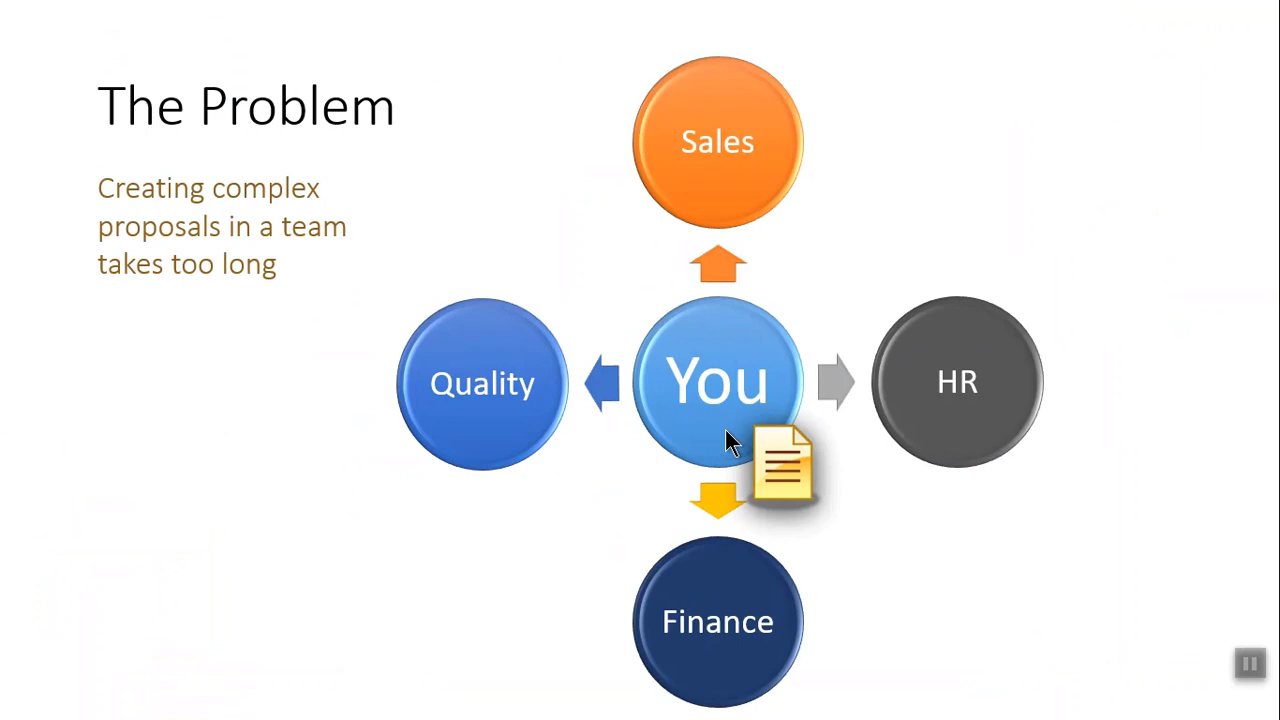 The Problem
Creating complex
proposals in a team
takes too long
Sales
Quality
You
HR
Finance